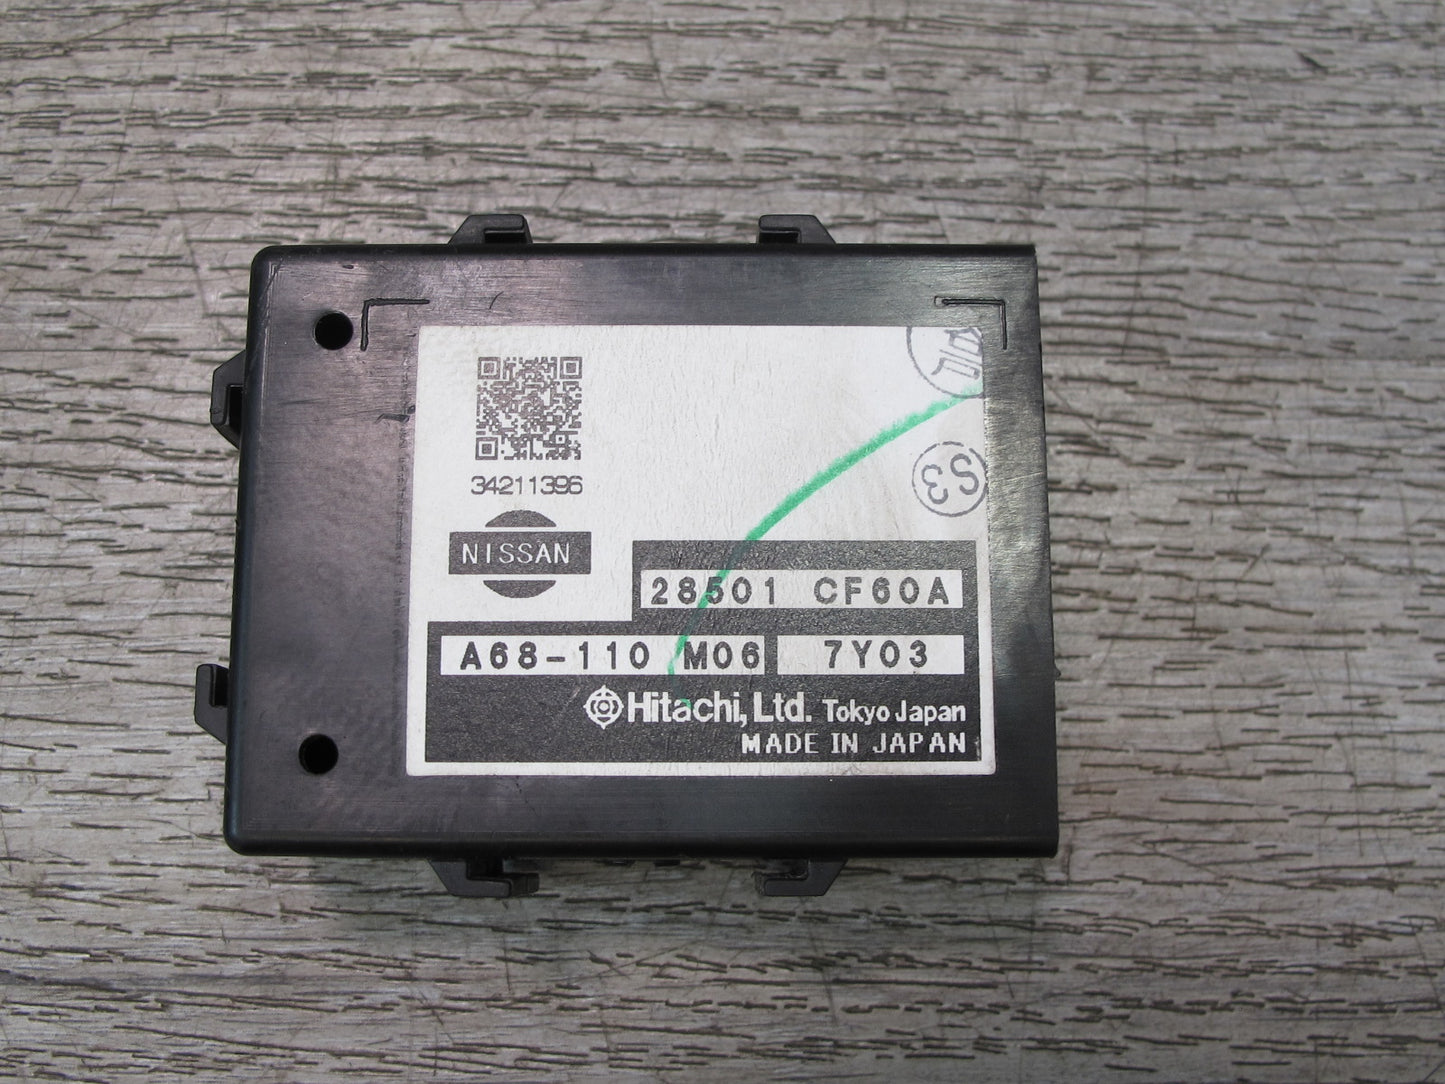 34211396
NISSAN
S3
28501 CF60A
A68-110 M06 7Y03
Hitachi, Ltd. Tokyo Japan
MADE IN JAPAN